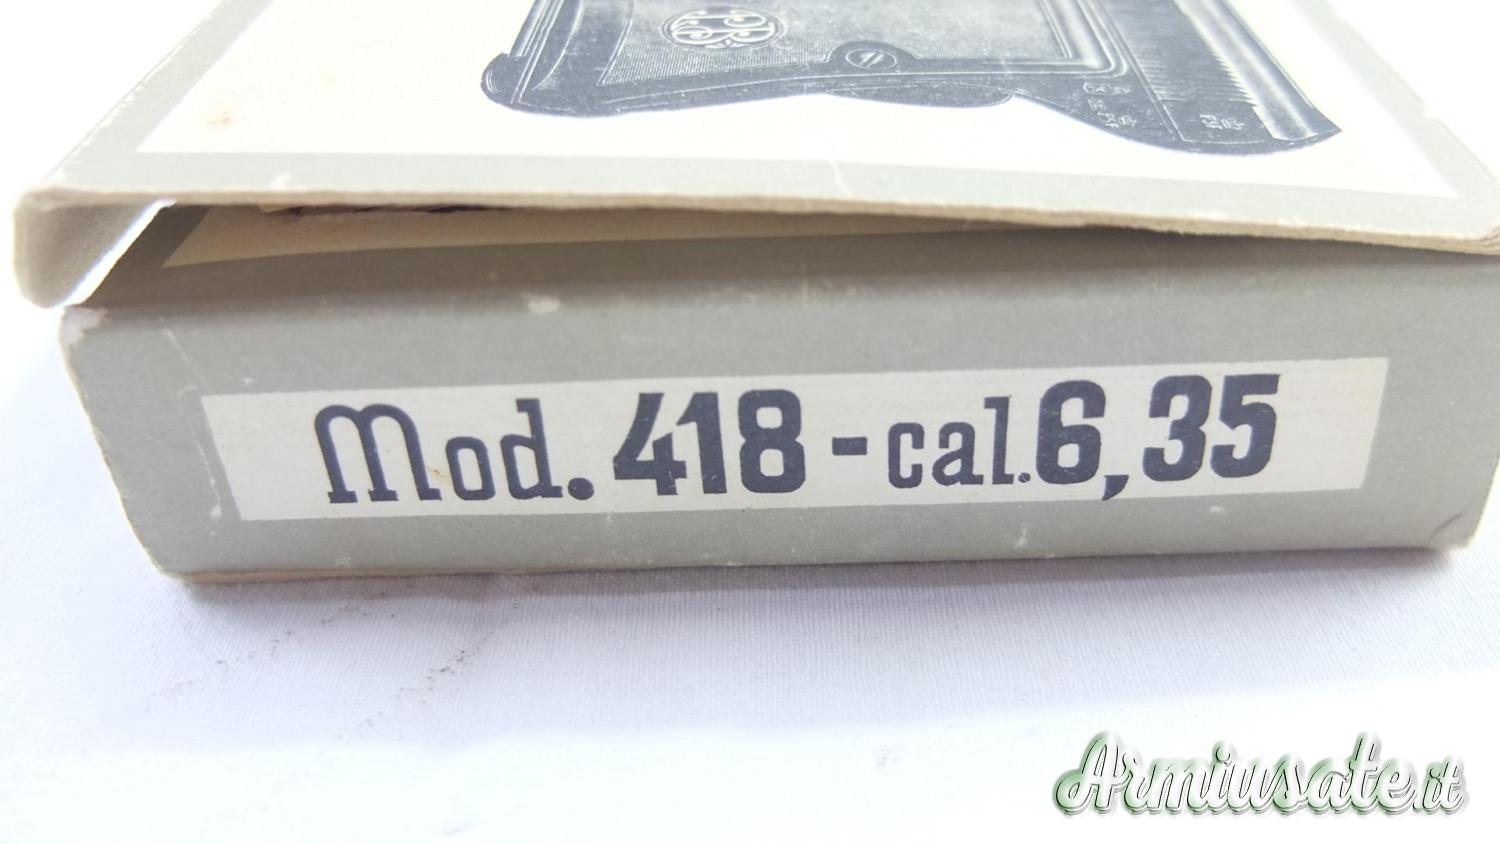 Mod. 418 - cal. 6,35
Armiusate.it